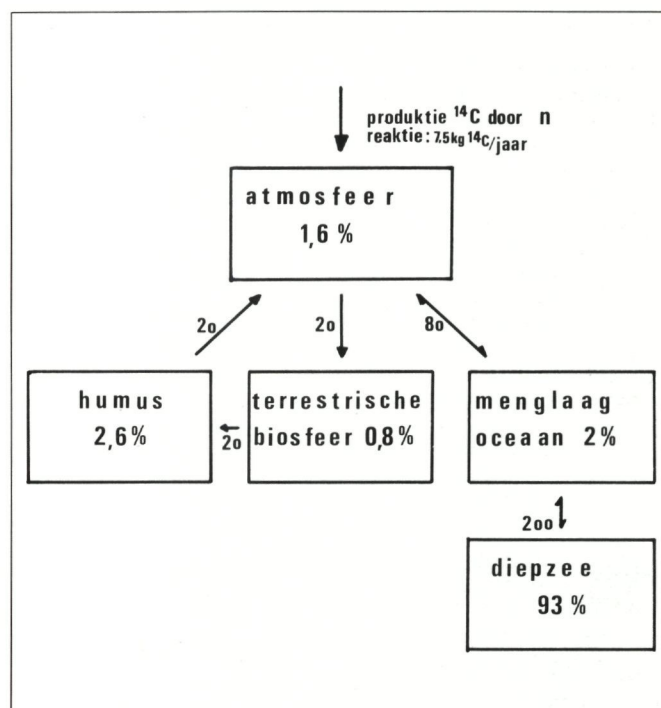 produktie ¹⁴C door n
reaktie: 7,5kg ¹⁴C/jaar
atmosfeer
1,6 %
2o
2o
8o
humus
2,6%
2o
terrestrische
biosfeer 0,8%
menglaag
oceaan 2%
2oo
diepzee
93 %